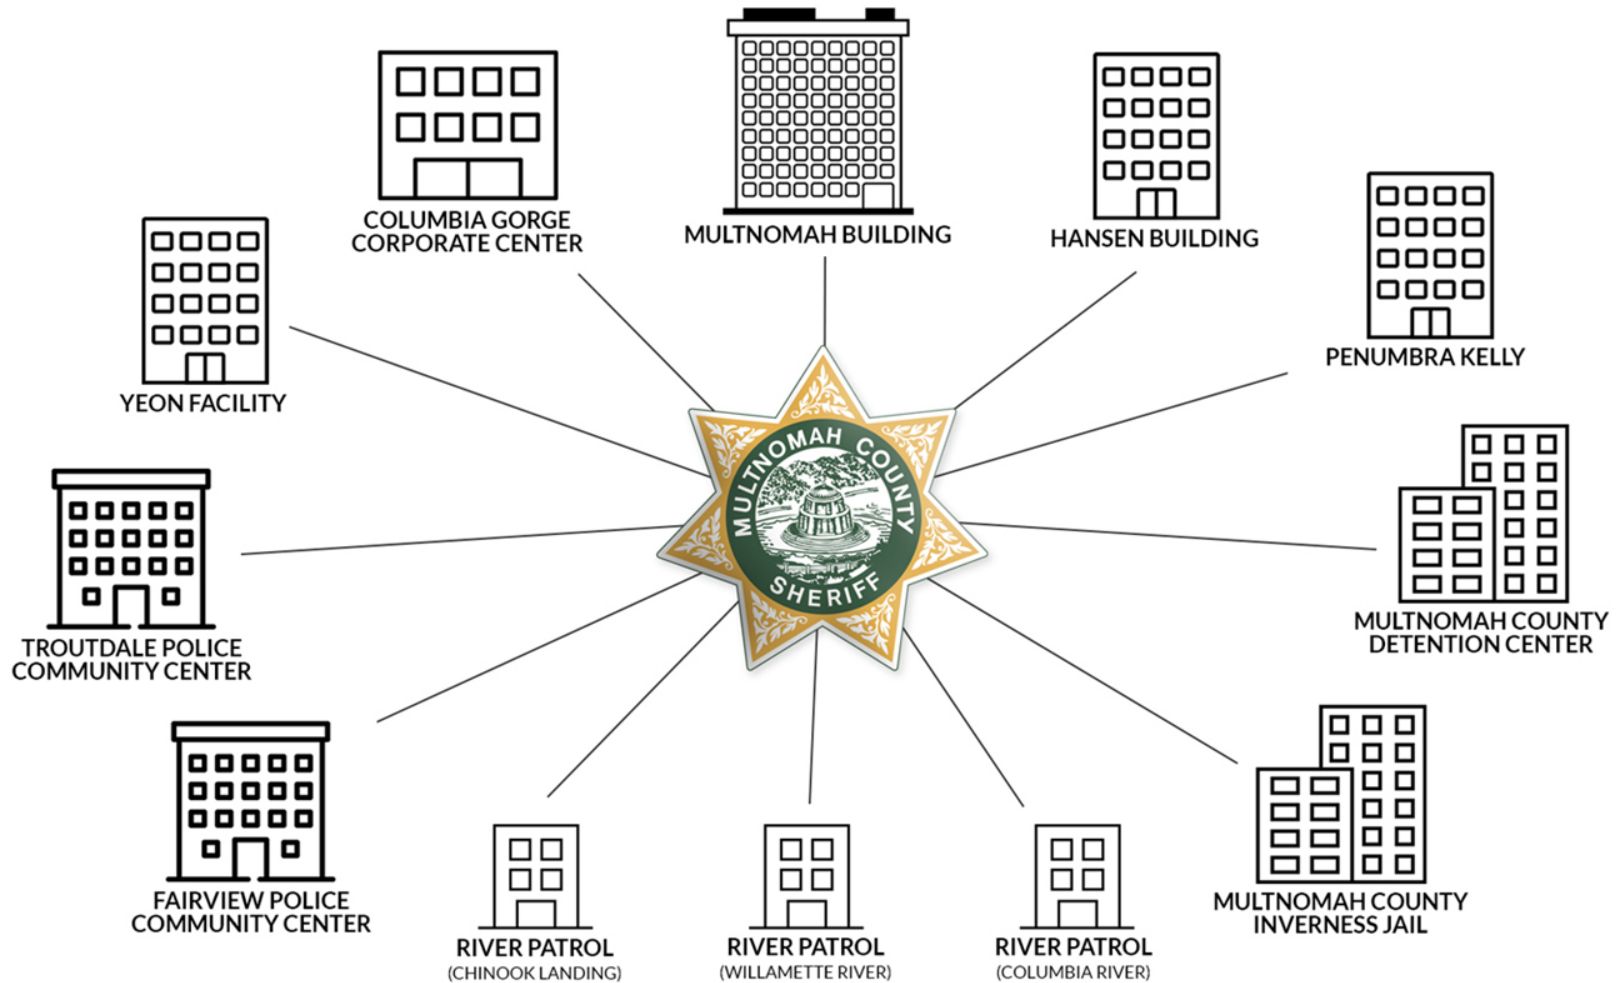 COLUMBIA GORGE
CORPORATE CENTER
MULTNOMAH BUILDING
HANSEN BUILDING
PENUMBRA KELLY
YEON FACILITY
MULTNOMAH COUNTY
SHERIFF
TROUTDALE POLICE
COMMUNITY CENTER
MULTNOMAH COUNTY
DETENTION CENTER
FAIRVIEW POLICE
COMMUNITY CENTER
RIVER PATROL
(CHINOOK LANDING)
RIVER PATROL
(WILLAMETTE RIVER)
RIVER PATROL
(COLUMBIA RIVER)
MULTNOMAH COUNTY
INVERNESS JAIL